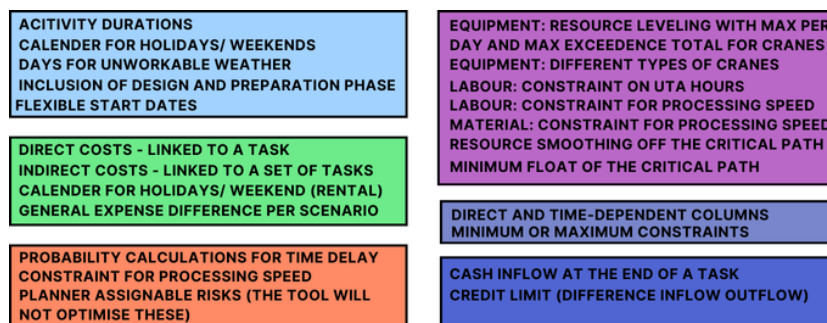 ACITIVITY DURATIONS
CALENDER FOR HOLIDAYS/ WEEKENDS
DAYS FOR UNWORKABLE WEATHER
INCLUSION OF DESIGN AND PREPARATION PHASE
FLEXIBLE START DATES
DIRECT COSTS - LINKED TO A TASK
INDIRECT COSTS - LINKED TO A SET OF TASKS
CALENDER FOR HOLIDAYS/ WEEKEND (RENTAL)
GENERAL EXPENSE DIFFERENCE PER SCENARIO
PROBABILITY CALCULATIONS FOR TIME DELAY
CONSTRAINT FOR PROCESSING SPEED
PLANNER ASSIGNABLE RISKS (THE TOOL WILL
NOT OPTIMISE THESE)
EQUIPMENT: RESOURCE LEVELING WITH MAX PER
DAY AND MAX EXCEEDENCE TOTAL FOR CRANES
EQUIPMENT: DIFFERENT TYPES OF CRANES
LABOUR: CONSTRAINT ON UTA HOURS
LABOUR: CONSTRAINT FOR PROCESSING SPEED
MATERIAL: CONSTRAINT FOR PROCESSING SPEED
RESOURCE SMOOTHING OFF THE CRITICAL PATH
MINIMUM FLOAT OF THE CRITICAL PATH
DIRECT AND TIME-DEPENDENT COLUMNS
MINIMUM OR MAXIMUM CONSTRAINTS
CASH INFLOW AT THE END OF A TASK
CREDIT LIMIT (DIFFERENCE INFLOW OUTFLOW)